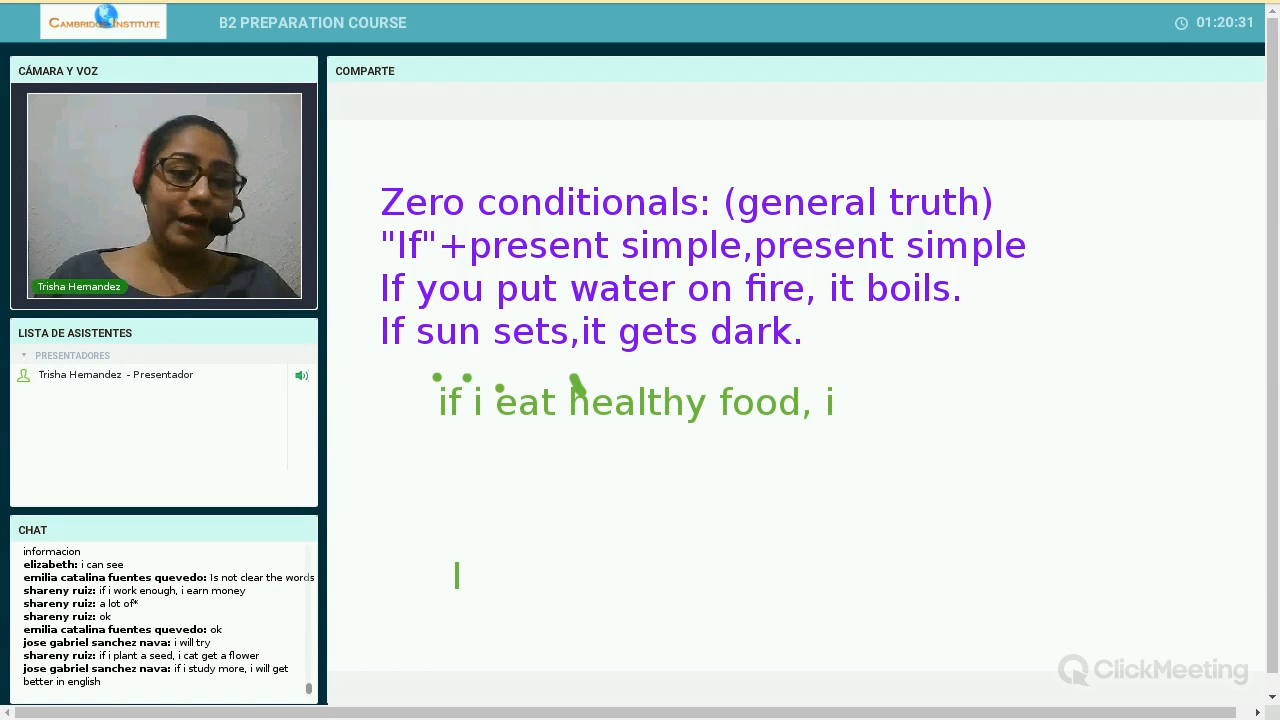 CAMBRIDGE INSTITUTE
B2 PREPARATION COURSE
01:20:31
CÁMARA Y VOZ
Trisha Hernandez
LISTA DE ASISTENTES
PRESENTADORES
Trisha Hernandez - Presentador
CHAT
informacion
elizabeth: i can see
emilia catalina fuentes quevedo: Is not clear the words
shareny ruiz: if i work enough, i earn money
shareny ruiz: a lot of*
shareny ruiz: ok
emilia catalina fuentes quevedo: ok
jose gabriel sanchez nava: i will try
shareny ruiz: if i plant a seed, i cat get a flower
jose gabriel sanchez nava: if i study more, i will get
better in english
COMPARTE
Zero conditionals: (general truth)
"If"+present simple,present simple
If you put water on fire, it boils.
If sun sets,it gets dark.
if i eat healthy food, i
ClickMeeting